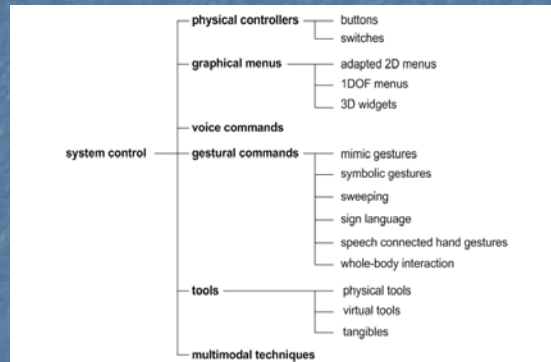 physical controllers
buttons
switches
graphical menus
adapted 2D menus
1DOF menus
3D widgets
voice commands
system control
gestural commands
mimic gestures
symbolic gestures
sweeping
sign language
speech connected hand gestures
whole-body interaction
tools
physical tools
virtual tools
tangibles
multimodal techniques